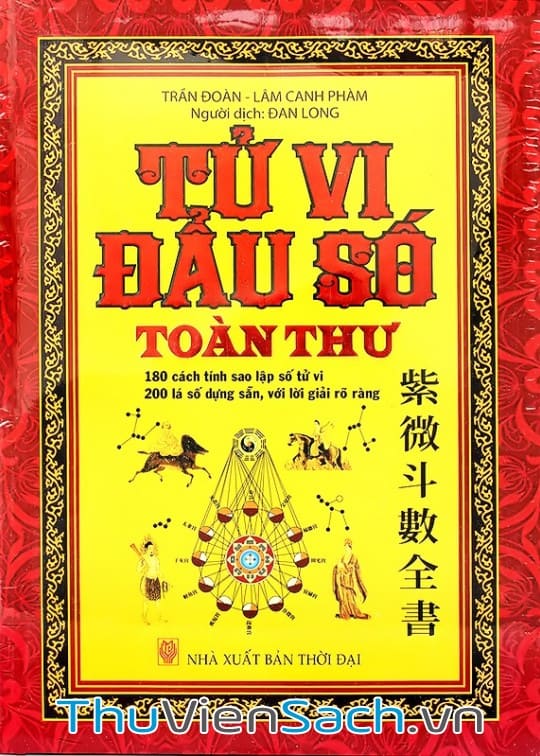 TRẦN ĐOÀN - LÂM CANH PHÀM
Người dịch: ĐAN LONG
TỬ VI
ĐẨU SỐ
TOÀN THƯ
180 cách tính sao lập số tử vi
200 lá số dựng sẵn, với lời giải rõ ràng
紫微斗數全書
NHÀ XUẤT BẢN THỜI ĐẠI
ThuVienSach.vn